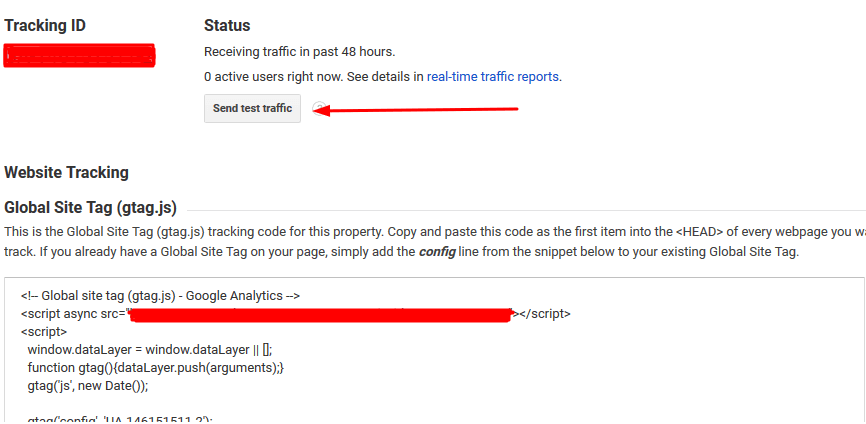 Tracking ID
Status
Receiving traffic in past 48 hours.
0 active users right now. See details in real-time traffic reports.
Send test traffic
Website Tracking
Global Site Tag (gtag.js)
This is the Global Site Tag (gtag.js) tracking code for this property. Copy and paste this code as the first item into the <HEAD> of every webpage you
track. If you already have a Global Site Tag on your page, simply add the config line from the snippet below to your existing Global Site Tag.
<!-- Global site tag (gtag.js) - Google Analytics -->
<script async src="></script>
<script>
window.dataLayer = window.dataLayer || [];
function gtag(){dataLayer.push(arguments);}
gtag('js', new Date());
gtag('config', 'UA-146151511-2');